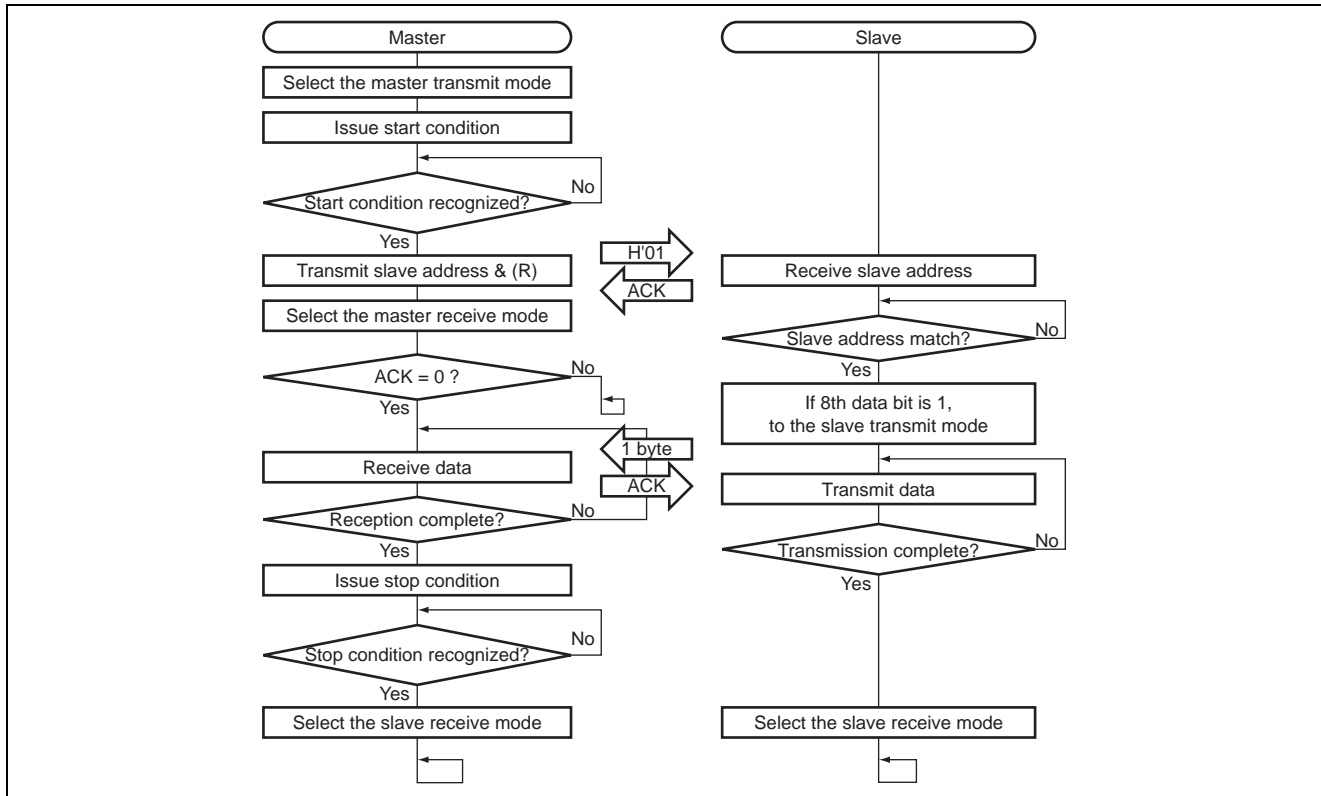 Master
Select the master transmit mode
Issue start condition
No
Start condition recognized?
Yes
Transmit slave address & (R)
Select the master receive mode
No
ACK = 0 ?
Yes
Receive data
No
Reception complete?
Yes
Issue stop condition
No
Stop condition recognized?
Yes
Select the slave receive mode
H'01
ACK
1 byte
ACK
Slave
Receive slave address
No
Slave address match?
Yes
If 8th data bit is 1,
to the slave transmit mode
Transmit data
No
Transmission complete?
Yes
Select the slave receive mode